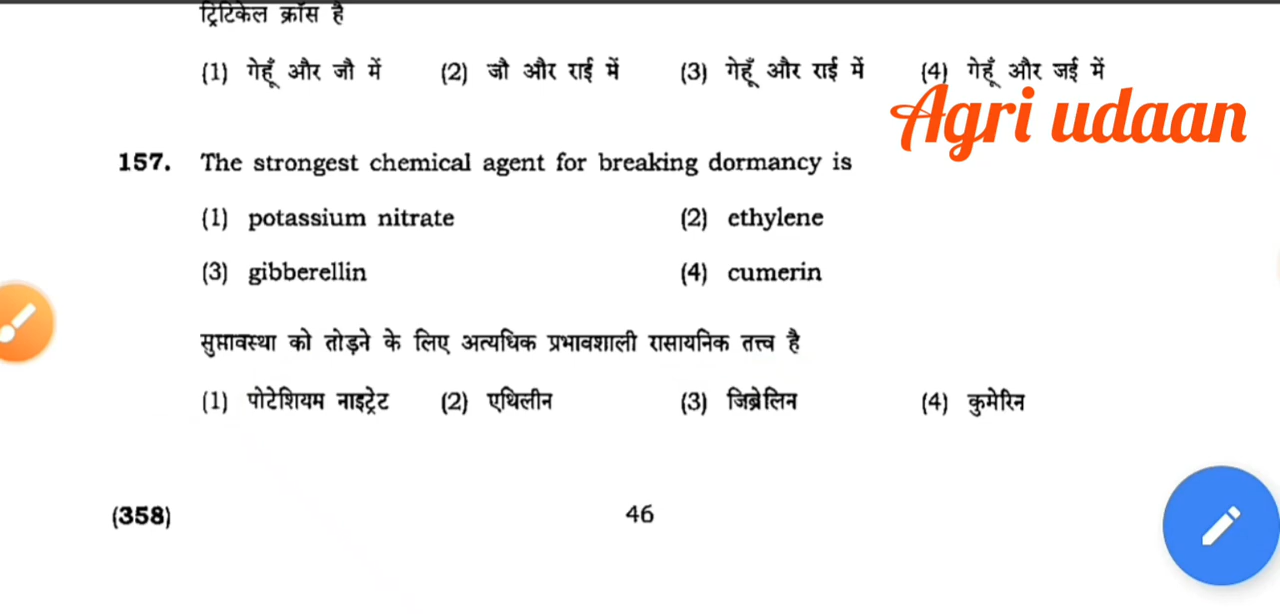 ट्रिटिकेल क्रॉस है
(1) गेहूँ और जौ में (2) जौ और राई में (3) गेहूँ और राई में (4) गेहूँ और जई में
Agri udaan
157. The strongest chemical agent for breaking dormancy is
(1) potassium nitrate (2) ethylene
(3) gibberellin (4) cumerin
सुप्तावस्था को तोड़ने के लिए अत्यधिक प्रभावशाली रासायनिक तत्त्व है
(1) पोटेशियम नाइट्रेट (2) एथिलीन (3) जिब्रेलिन (4) कुमेरिन
(358) 46